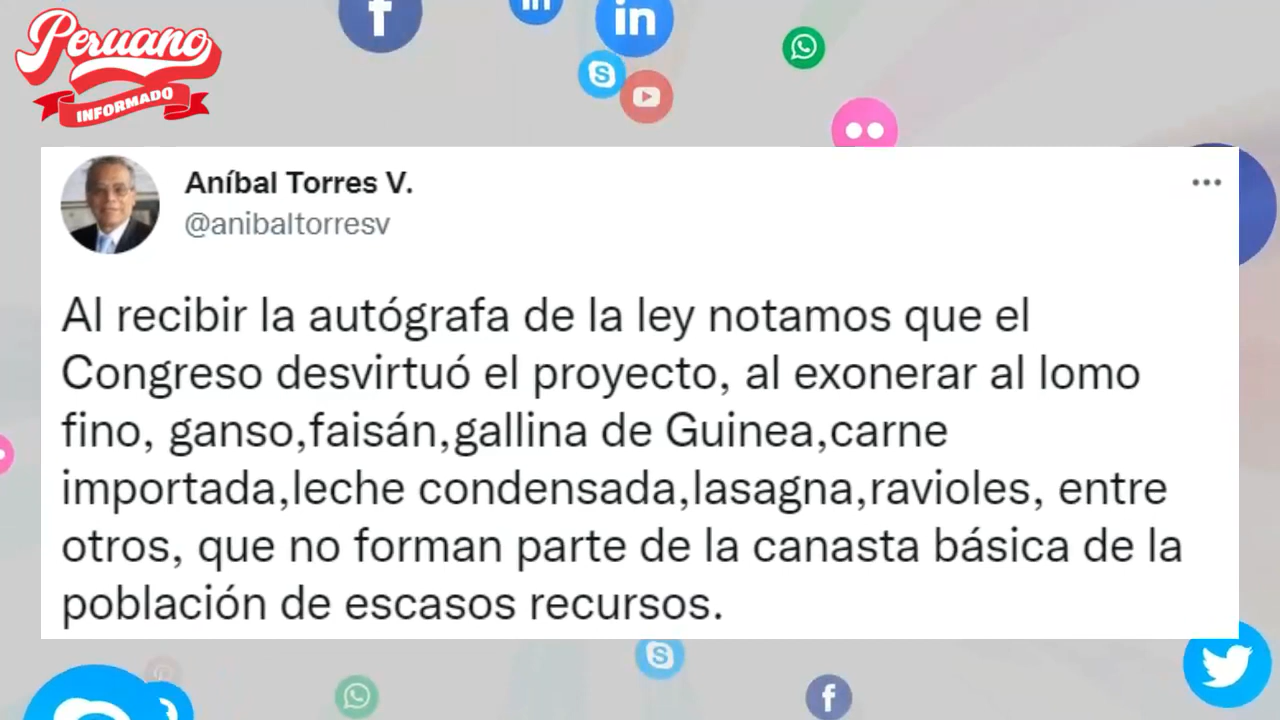 Peruano
INFORMADO
Aníbal Torres V.
@anibaltorresv
Al recibir la autógrafa de la ley notamos que el
Congreso desvirtuó el proyecto, al exonerar al lomo
fino, ganso,faisán,gallina de Guinea,carne
importada,leche condensada,lasagna,ravioles, entre
otros, que no forman parte de la canasta básica de la
población de escasos recursos.